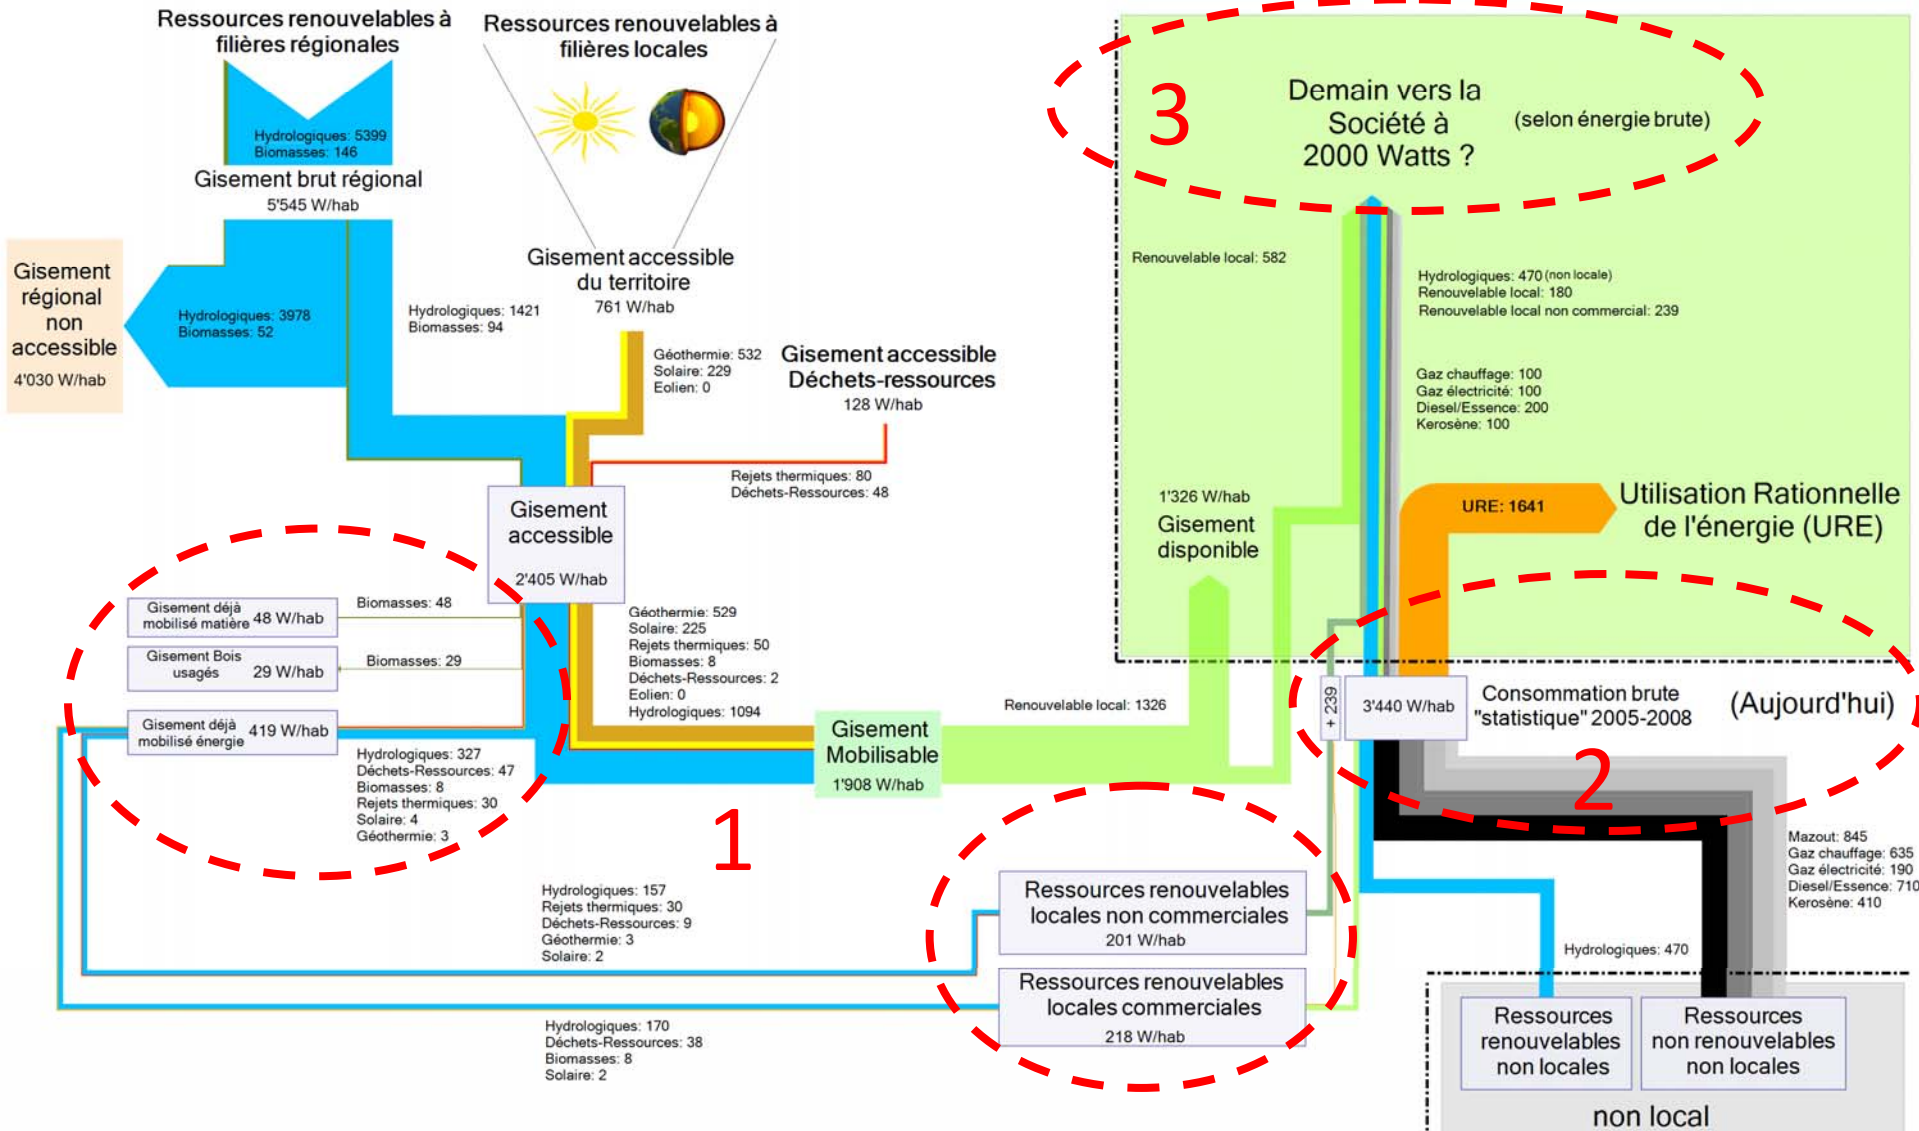 Ressources renouvelables à
filières régionales
Ressources renouvelables à
filières locales
Hydrologiques: 5399
Biomasses: 146
Gisement brut régional
5'545 W/hab
Gisement
régional
non
accessible
4'030 W/hab
Hydrologiques: 3978
Biomasses: 52
Hydrologiques: 1421
Biomasses: 94
Gisement accessible
du territoire
761 W/hab
Géothermie: 532
Solaire: 229
Eolien: 0
Gisement accessible
Déchets-ressources
128 W/hab
Rejets thermiques: 80
Déchets-Ressources: 48
Gisement
accessible
2'405 W/hab
Gisement déjà
mobilisé matière 48 W/hab
Biomasses: 48
Gisement Bois
usagés 29 W/hab
Biomasses: 29
Gisement déjà
mobilisé énergie 419 W/hab
Hydrologiques: 327
Déchets-Ressources: 47
Biomasses: 8
Rejets thermiques: 30
Solaire: 4
Géothermie: 3
Géothermie: 529
Solaire: 225
Rejets thermiques: 50
Biomasses: 8
Déchets-Ressources: 2
Eolien: 0
Hydrologiques: 1094
Gisement
Mobilisable
1'908 W/hab
1
Hydrologiques: 157
Rejets thermiques: 30
Déchets-Ressources: 9
Géothermie: 3
Solaire: 2
Hydrologiques: 170
Déchets-Ressources: 38
Biomasses: 8
Solaire: 2
Ressources renouvelables
locales non commerciales
201 W/hab
Ressources renouvelables
locales commerciales
218 W/hab
Renouvelable local: 1326
3
Demain vers la
Société à
2000 Watts ?
(selon énergie brute)
Renouvelable local: 582
Hydrologiques: 470 (non locale)
Renouvelable local: 180
Renouvelable local non commercial: 239
Gaz chauffage: 100
Gaz électricité: 100
Diesel/Essence: 200
Kerosène: 100
1'326 W/hab
Gisement
disponible
URE: 1641
Utilisation Rationnelle
de l'énergie (URE)
+ 239
3'440 W/hab
Consommation brute
"statistique" 2005-2008
(Aujourd'hui)
2
Mazout: 845
Gaz chauffage: 635
Gaz électricité: 190
Diesel/Essence: 710
Kerosène: 410
Hydrologiques: 470
Ressources
renouvelables
non locales
Ressources
non renouvelables
non locales
non local